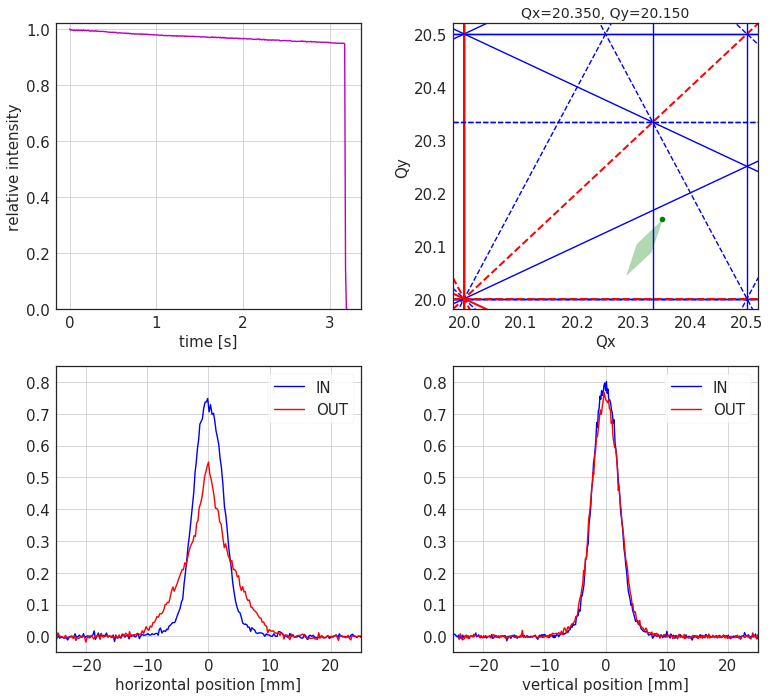 Qx=20.350, Qy=20.150
1.0
0.8
0.6
0.4
0.2
0.0
relative intensity
0 1 2 3
time [s]
20.5
20.4
20.3
20.2
20.1
20.0
Qy
20.0 20.1 20.2 20.3 20.4 20.5
Qx
0.8
0.7
0.6
0.5
0.4
0.3
0.2
0.1
0.0
IN
OUT
−20 −10 0 10 20
horizontal position [mm]
0.8
0.7
0.6
0.5
0.4
0.3
0.2
0.1
0.0
IN
OUT
−20 −10 0 10 20
vertical position [mm]